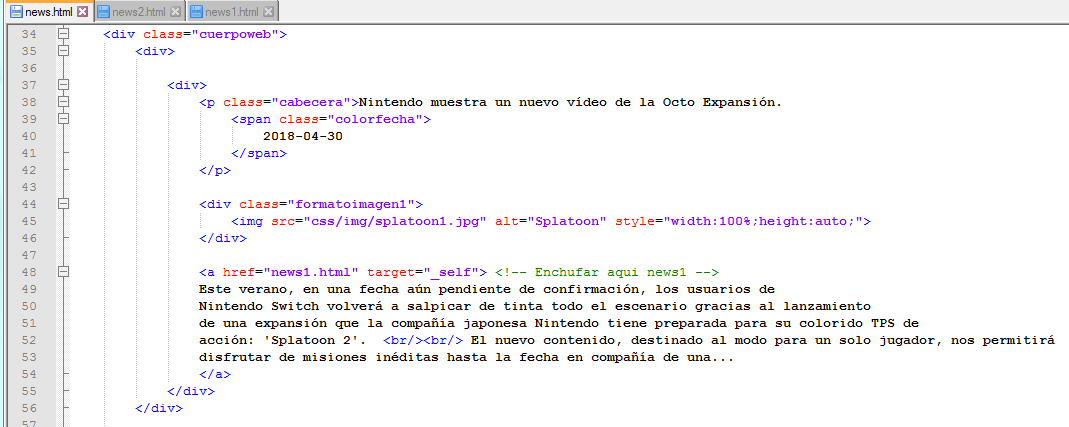 news.html news2.html news1.html
34 <div class="cuerpoweb">
35 <div>
36
37 <div>
38 <p class="cabecera">Nintendo muestra un nuevo vídeo de la Octo Expansión.
39 <span class="colorfecha">
40 2018-04-30
41 </span>
42 </p>
43
44 <div class="formatoimagen1">
45 <img src="css/img/splatoon1.jpg" alt="Splatoon" style="width:100%;height:auto;">
46 </div>
47
48 <a href="news1.html" target="_self"> <!-- Enchufar aqui news1 -->
49 Este verano, en una fecha aún pendiente de confirmación, los usuarios de
50 Nintendo Switch volverá a salpicar de tinta todo el escenario gracias al lanzamiento
51 de una expansión que la compañía japonesa Nintendo tiene preparada para su colorido TPS de
52 acción: 'Splatoon 2'. <br/><br/> El nuevo contenido, destinado al modo para un solo jugador, nos permitirá
53 disfrutar de misiones inéditas hasta la fecha en compañía de una...
54 </a>
55 </div>
56 </div>
57